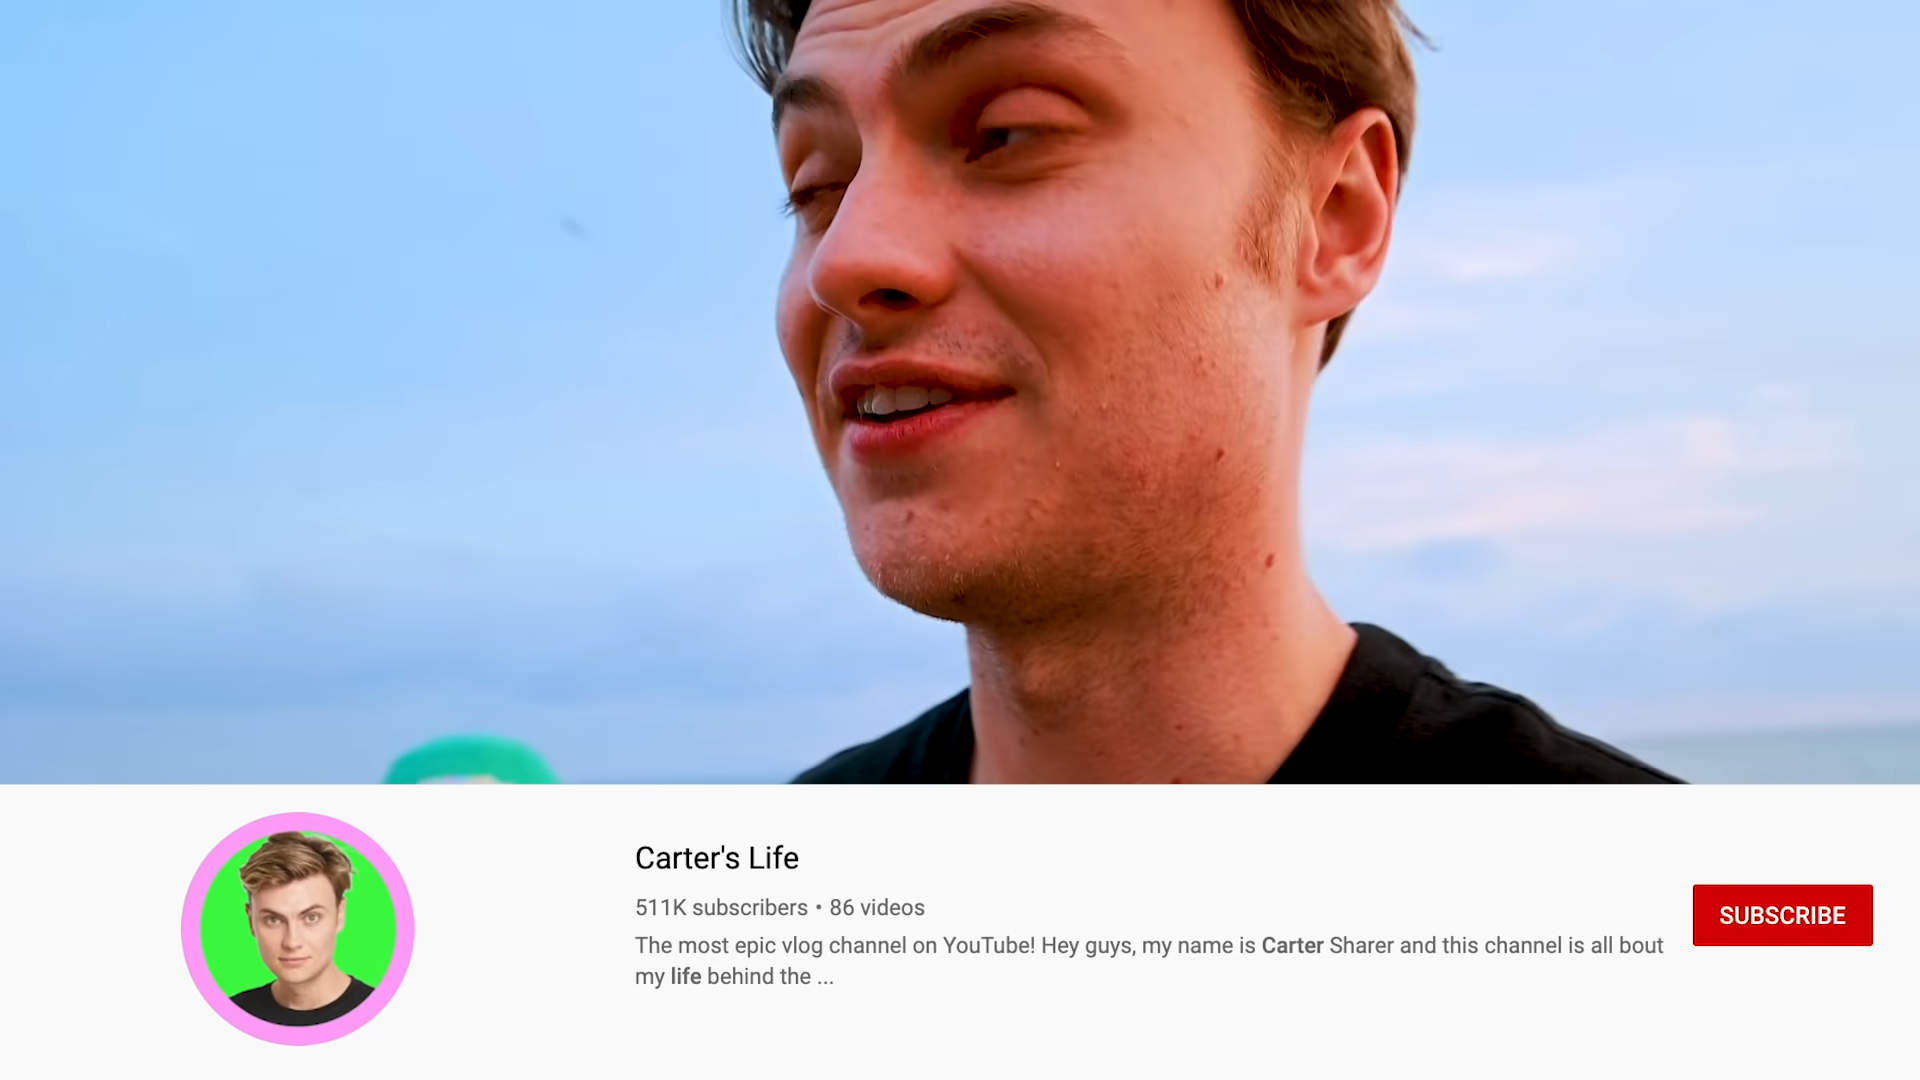 Carter's Life
511K subscribers • 86 videos
SUBSCRIBE
The most epic vlog channel on YouTube! Hey guys, my name is Carter Sharer and this channel is all bout
my life behind the ...